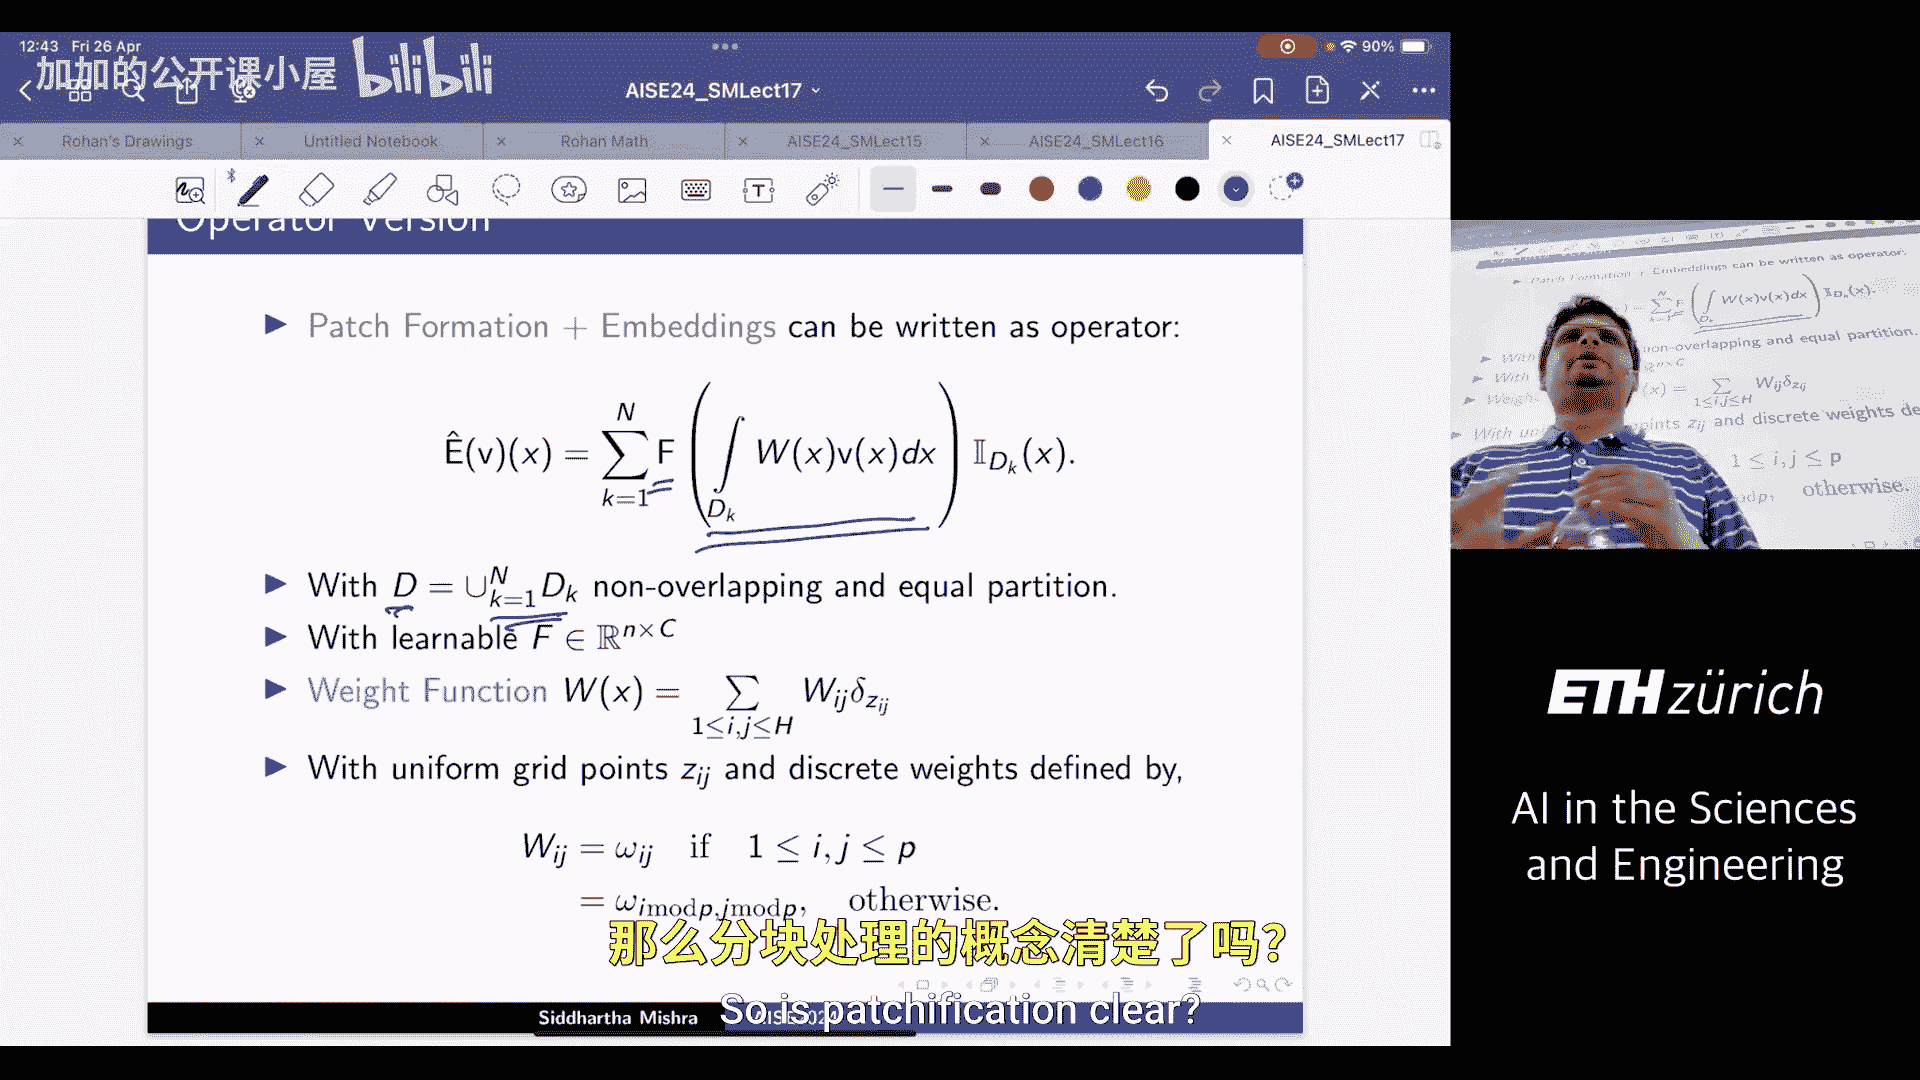 12:43 Fri 26 Apr
90%
加加的公开课小屋 bilibili
AISE24_SMLect17
Rohan's Drawings
Untitled Notebook
Rohan Math
AISE24_SMLect15
AISE24_SMLect16
AISE24_SMLect17
Operator Version
Patch Formation + Embeddings can be written as operator:
Ê(v)(x) = ∑_{k=1}^{N} F ( ∫_{D_k} W(x)v(x)dx ) 𝕀_{D_k}(x).
With D = ∪_{k=1}^{N} D_k non-overlapping and equal partition.
With learnable F ∈ ℝ^{n×C}
Weight Function W(x) = ∑_{1≤i,j≤H} W_{ij}δ_{z_{ij}}
With uniform grid points z_{ij} and discrete weights defined by,
W_{ij} = ω_{ij} if 1 ≤ i, j ≤ p
= ω_{imodp,jmodp}, otherwise.
那么分块处理的概念清楚了吗？
So is patchification clear?
Siddhartha Mishra
ETH zürich
AI in the Sciences
and Engineering